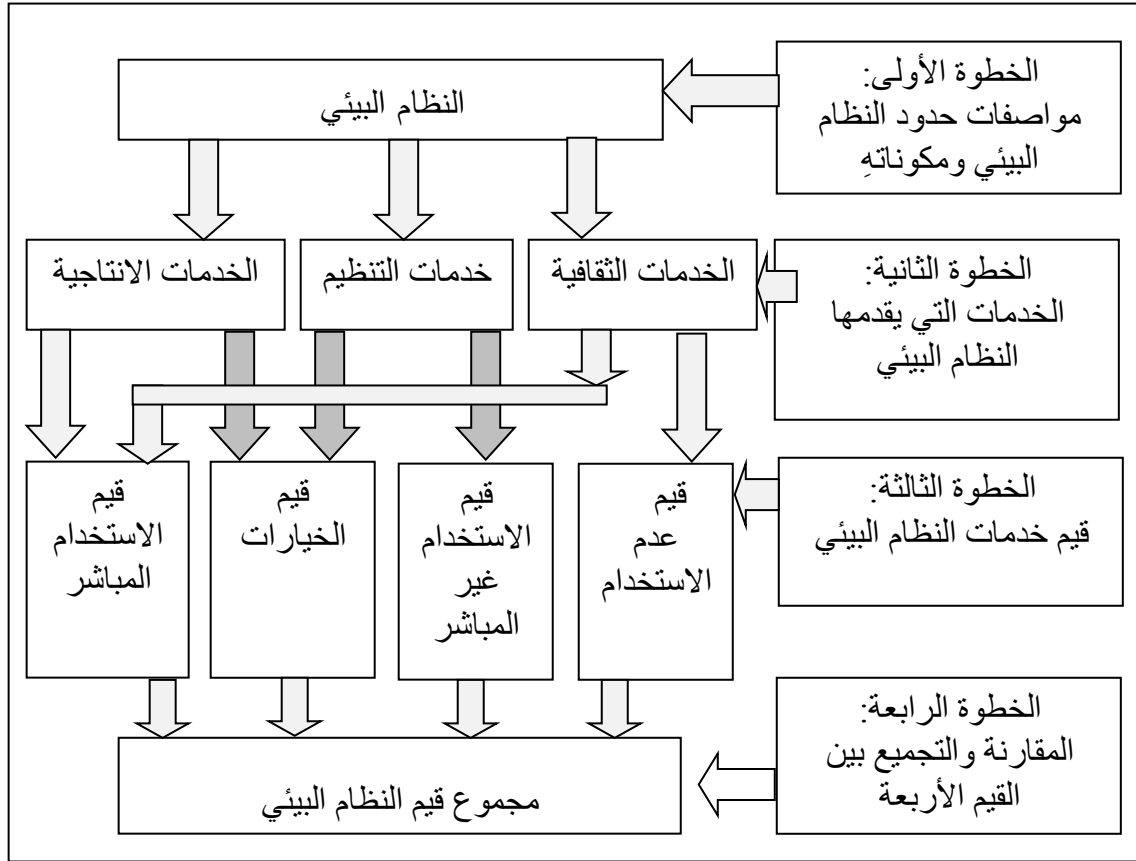 الخطوة الأولى:
مواصفات حدود النظام
البيئي ومكوناتهِ
النظام البيئي
الخطوة الثانية:
الخدمات التي يقدمها
النظام البيئي
الخدمات الثقافية
خدمات التنظيم
الخدمات الانتاجية
الخطوة الثالثة:
قيم خدمات النظام البيئي
قيم
عدم
الاستخدام
قيم
الاستخدام
غير
المباشر
قيم
الخيارات
قيم
الاستخدام
المباشر
الخطوة الرابعة:
المقارنة والتجميع بين
القيم الأربعة
مجموع قيم النظام البيئي